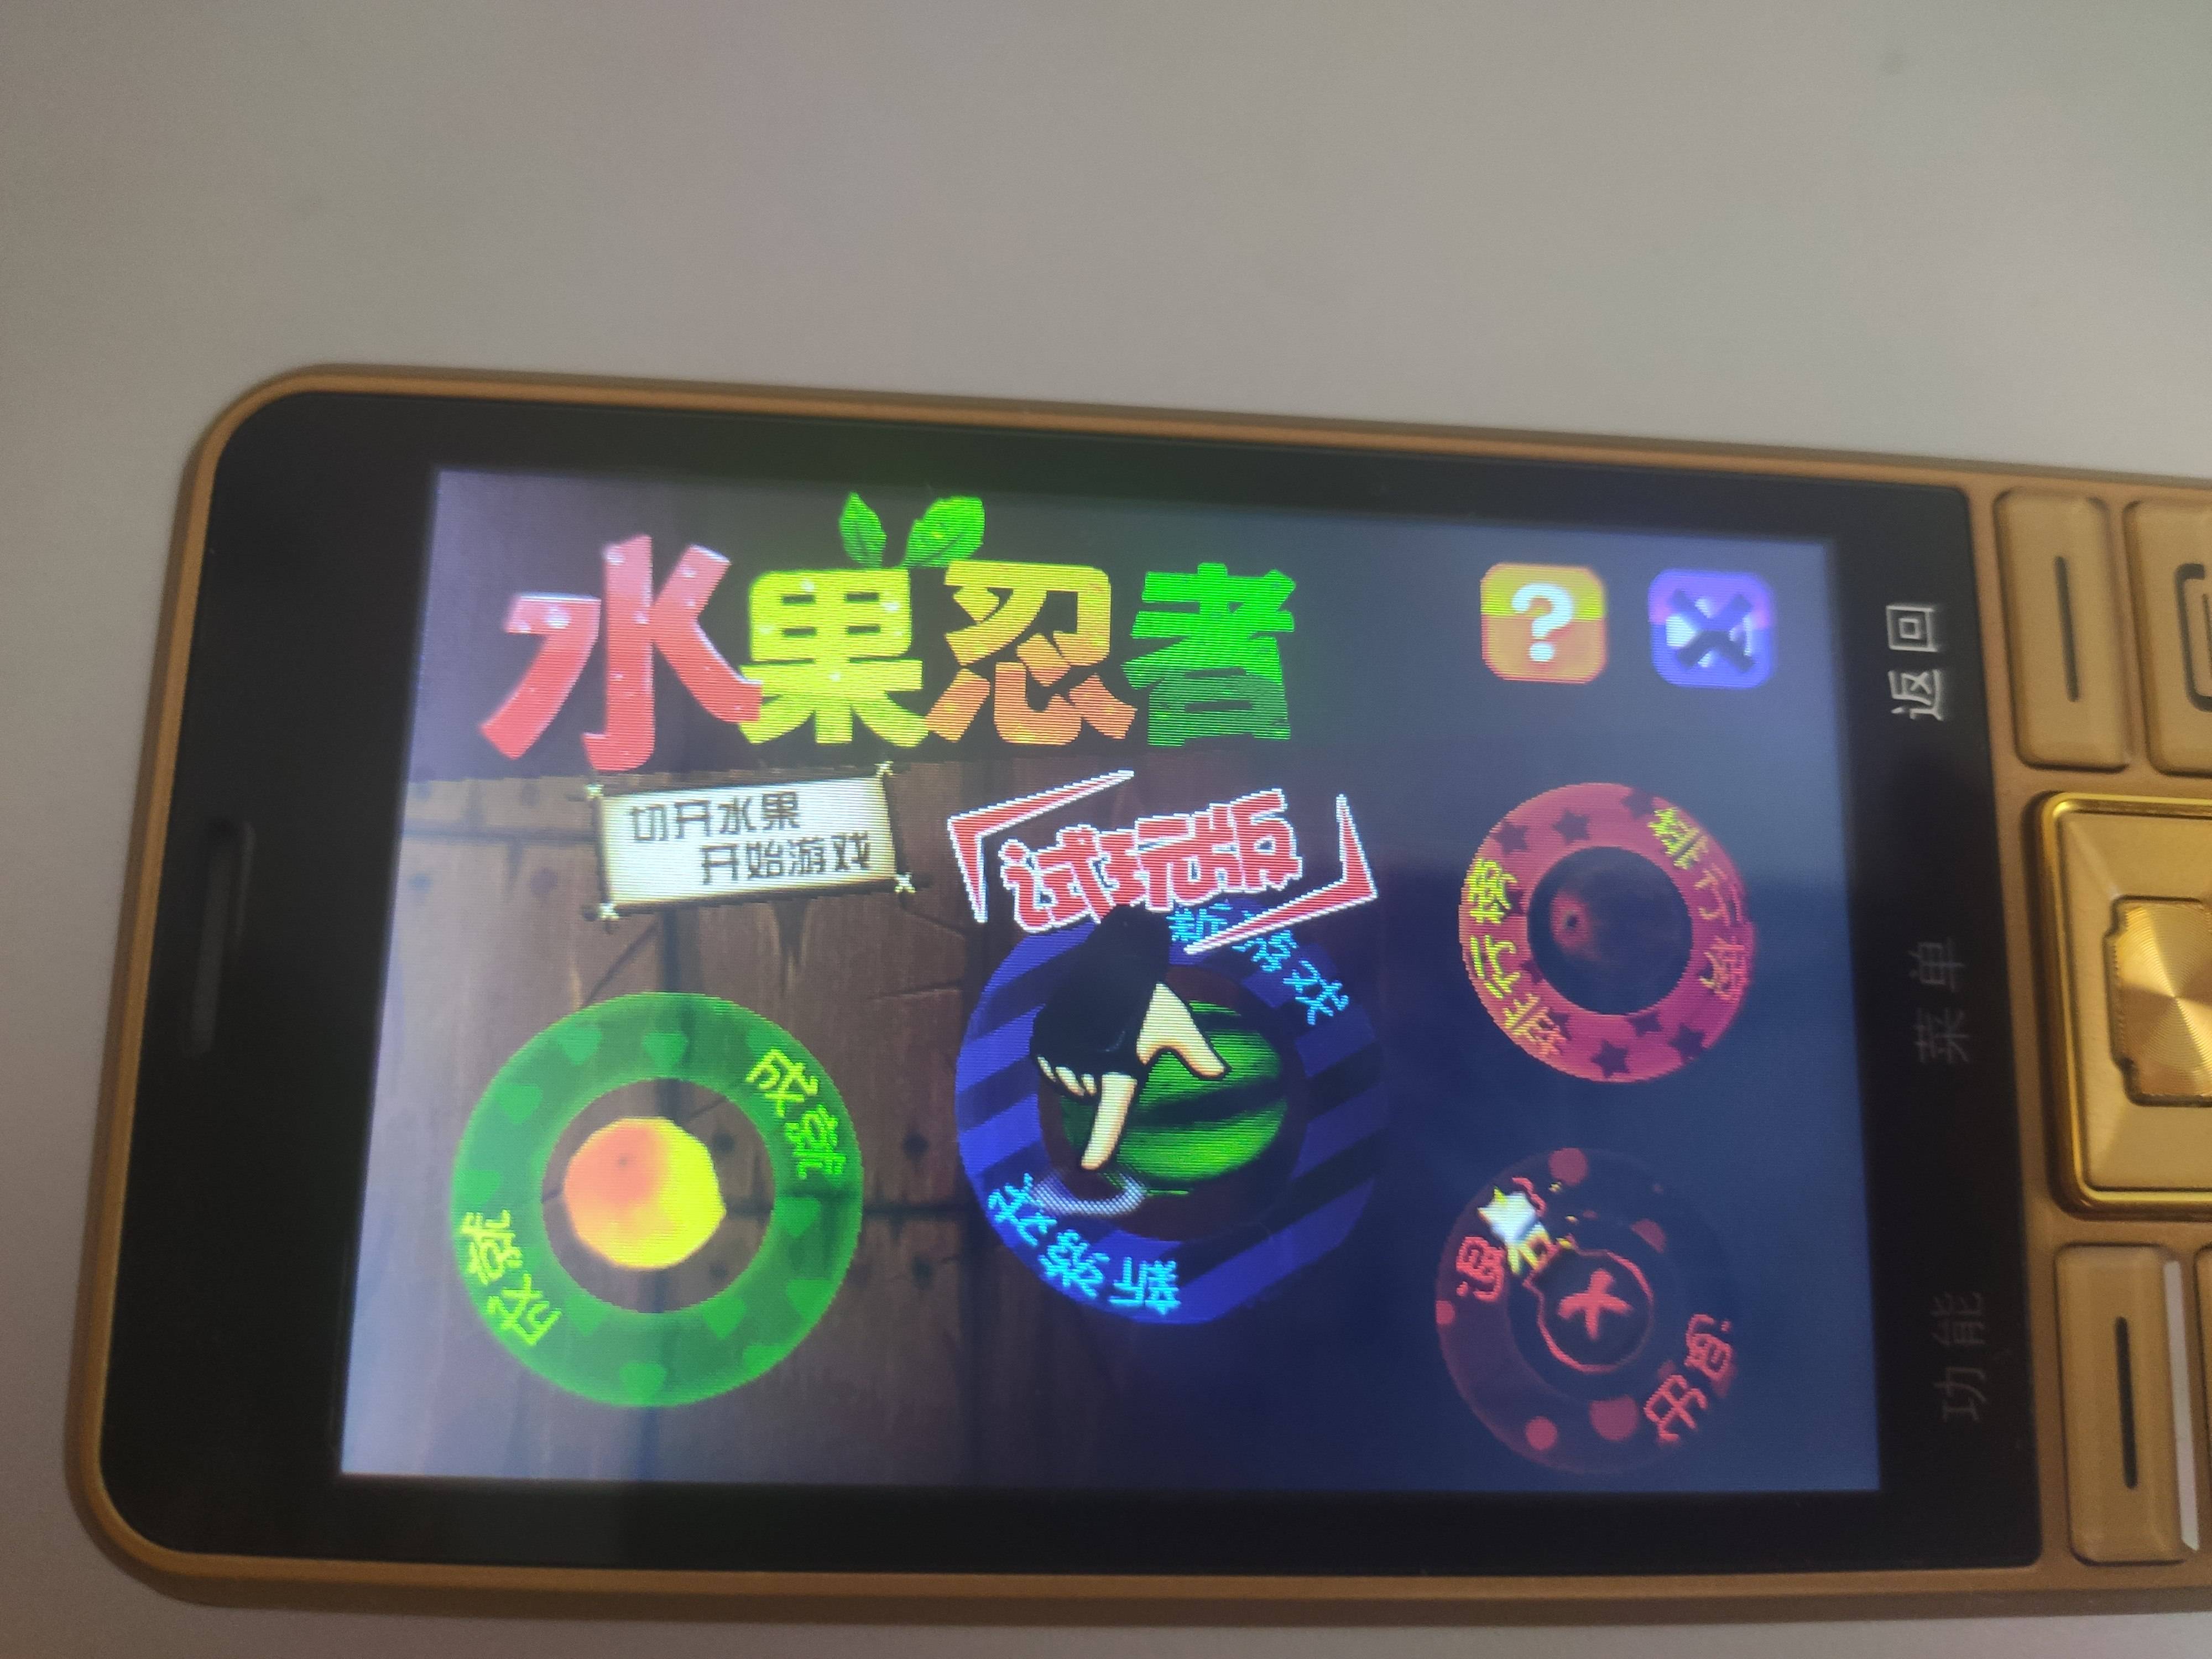 水果忍者
?
切开水果
开始游戏
试玩版
成就
成就
新游戏
新游戏
排行榜
排行榜
退出
返回
菜单
功能